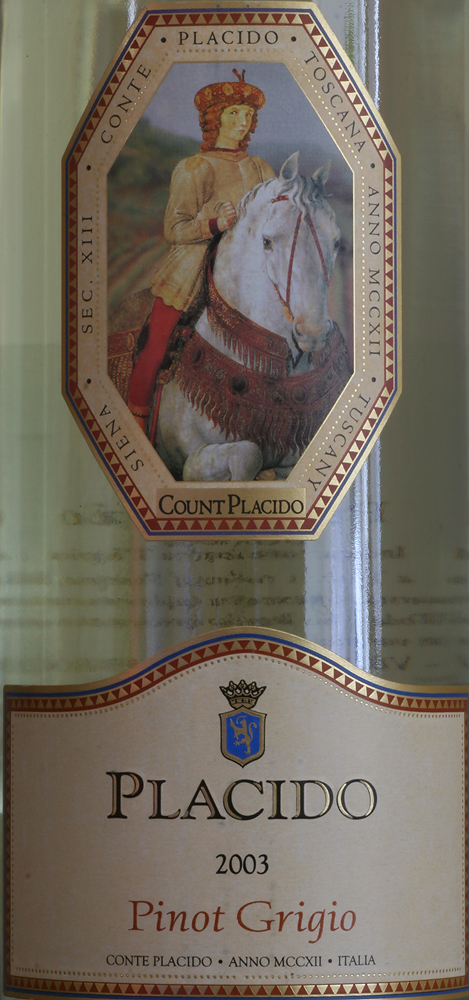 SIENA • SEC. XIII • CONTE • PLACIDO • TOSCANA • ANNO MCCXII • TUSCANY
COUNT PLACIDO
PLACIDO
2003
Pinot Grigio
CONTE PLACIDO • ANNO MCCXII • ITALIA